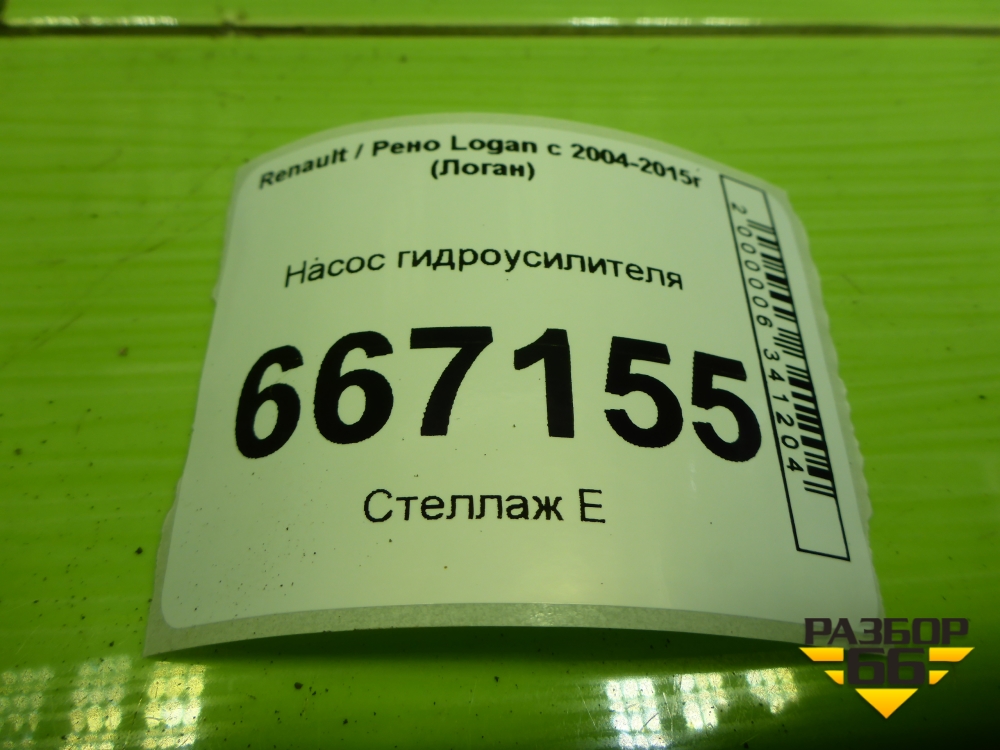 Renault / Рено Logan с 2004-2015г
(Логан)
Насос гидроусилителя
667155
Стеллаж Е
2000006341204
РАЗБОР
66